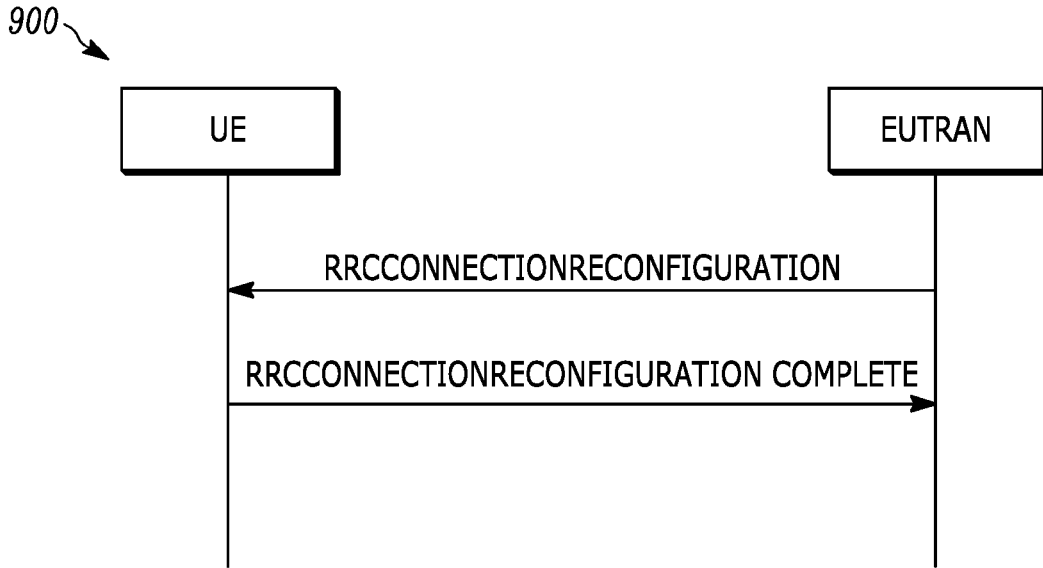 900
UE
EUTRAN
RRCCONNECTIONRECONFIGURATION
RRCCONNECTIONRECONFIGURATION COMPLETE